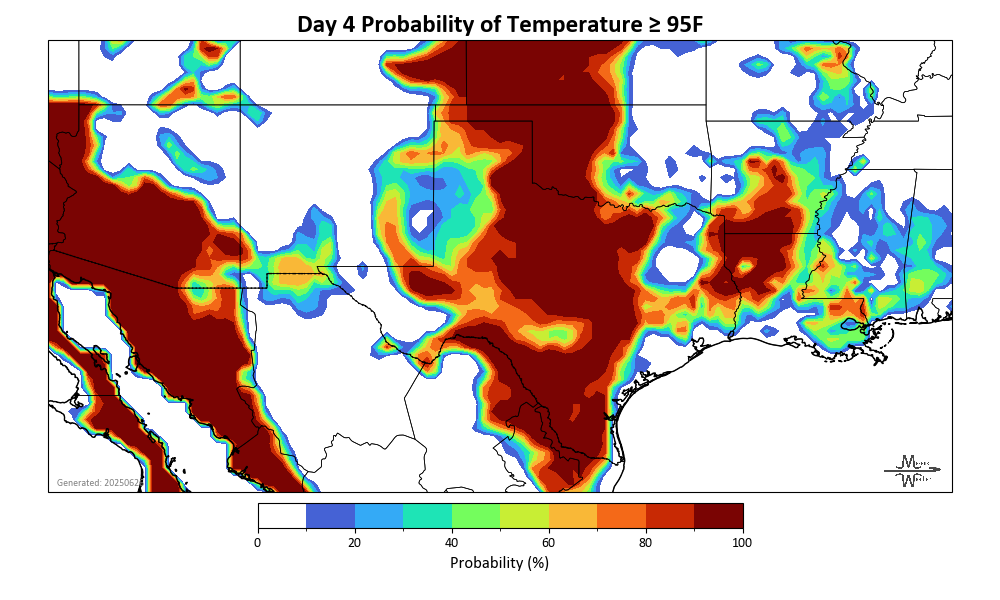 Day 4 Probability of Temperature ≥ 95F
Generated: 2025062
0 20 40 60 80 100
Probability (%)